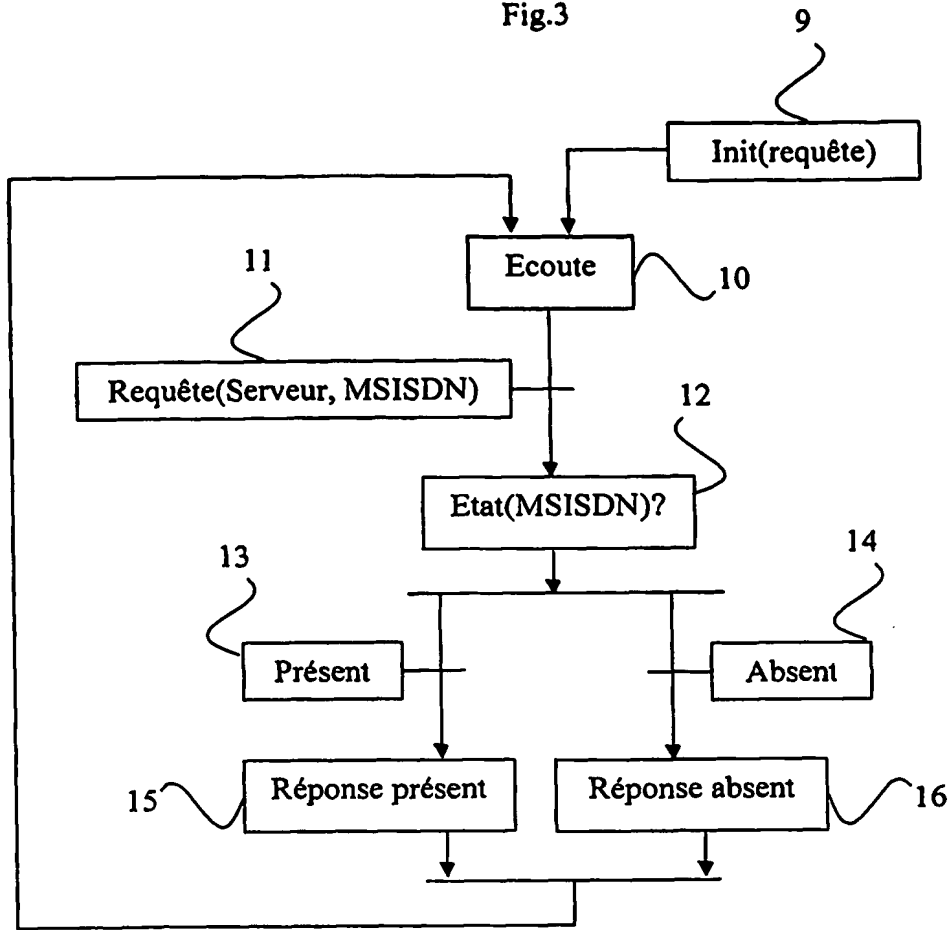 Fig.3
9
Init(requête)
Ecoute
10
11
Requête(Serveur, MSISDN)
12
Etat(MSISDN)?
13
14
Présent
Absent
15
Réponse présent
Réponse absent
16